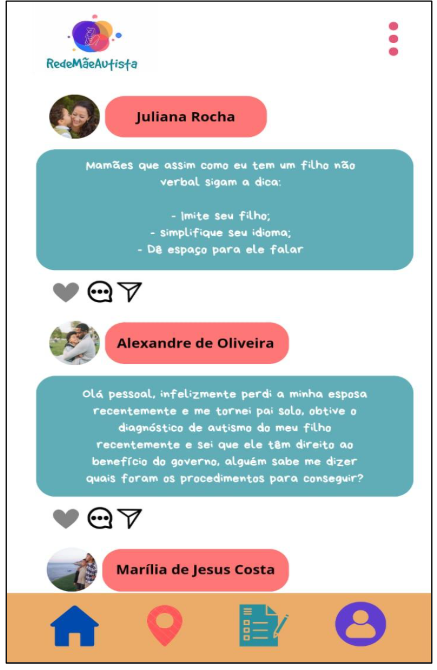 RedeMãeAutista
Juliana Rocha
Mamães que assim como eu tem um filho não
verbal sigam a dica:
- Imite seu filho;
- simplifique seu idioma;
- Dê espaço para ele falar
Alexandre de Oliveira
Olá pessoal, infelizmente perdi a minha esposa
recentemente e me tornei pai solo, obtive o
diagnóstico de autismo do meu filho
recentemente e sei que ele têm direito ao
benefício do governo, alguém sabe me dizer
quais foram os procedimentos para conseguir?
Marília de Jesus Costa